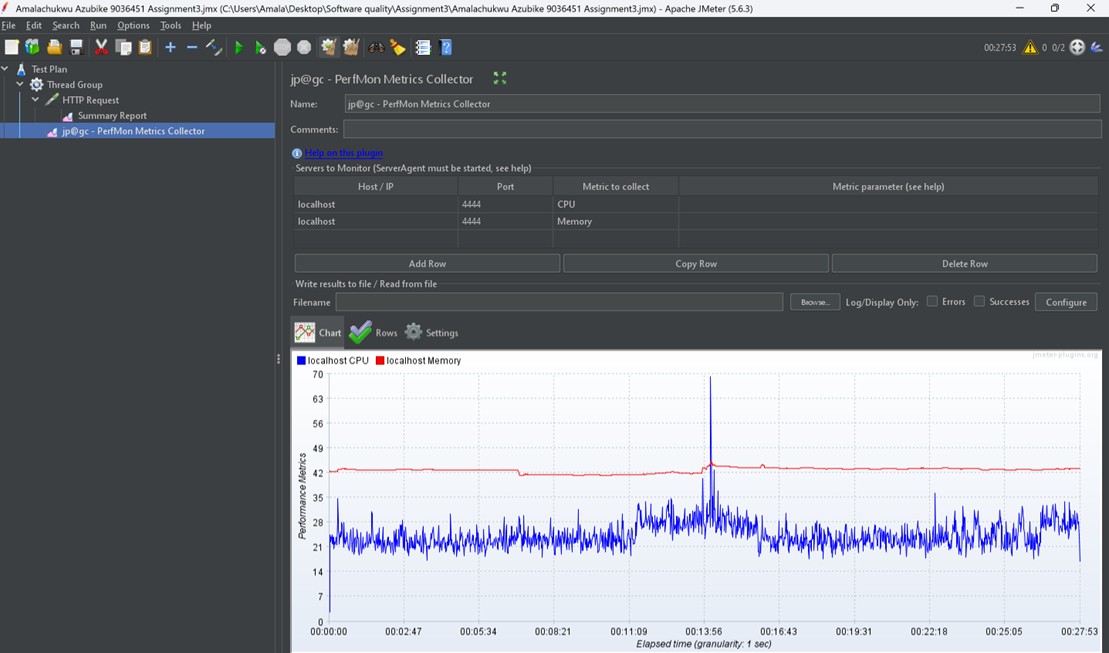 Amalachukwu Azubike 9036451 Assignment3.jmx (C:\Users\Amala\Desktop\Software quality\Assignment3\Amalachukwu Azubike 9036451 Assignment3.jmx) - Apache JMeter (5.6.3)
File Edit Search Run Options Tools Help
00:27:53 0 0/2
Test Plan
Thread Group
HTTP Request
Summary Report
jp@gc - PerfMon Metrics Collector
jp@gc - PerfMon Metrics Collector
Name: jp@gc - PerfMon Metrics Collector
Comments:
Help on this plugin
Servers to Monitor (ServerAgent must be started, see help)
Host / IP Port Metric to collect Metric parameter (see help)
localhost 4444 CPU
localhost 4444 Memory
Add Row Copy Row Delete Row
Write results to file / Read from file
Filename Browse... Log/Display Only: Errors Successes Configure
Chart Rows Settings
jmeter-plugins.org
localhost CPU localhost Memory
70
63
56
49
42
35
28
21
14
7
0
Performance Metrics
00:00:00 00:02:47 00:05:34 00:08:21 00:11:09 00:13:56 00:16:43 00:19:31 00:22:18 00:25:05 00:27:53
Elapsed time (granularity: 1 sec)